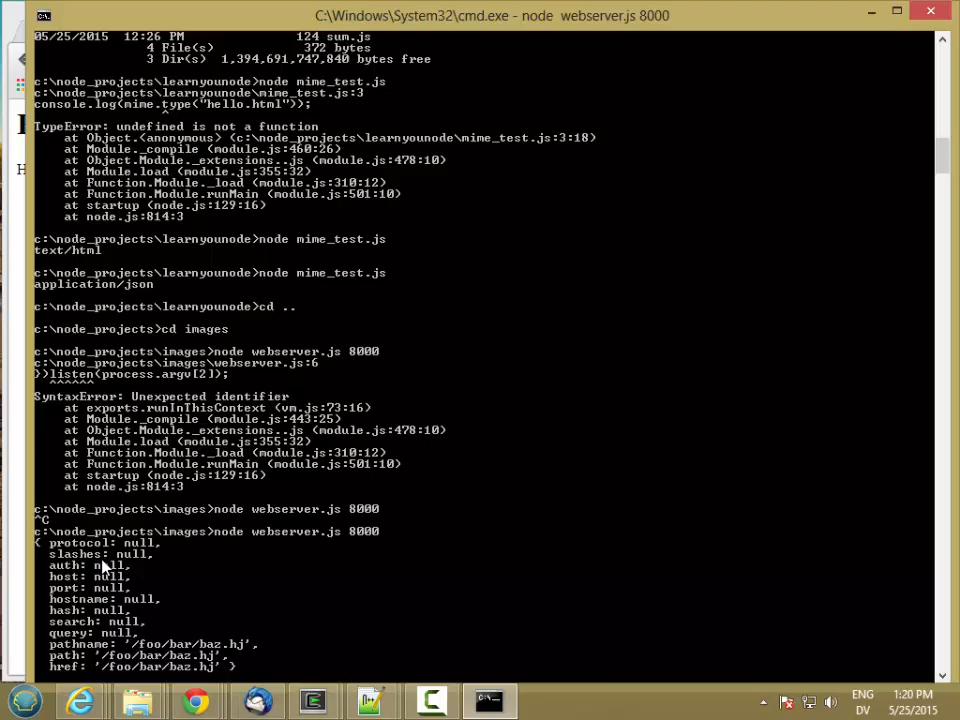 C:\Windows\System32\cmd.exe - node  webserver.js 8000
05/25/2015  12:26 PM               124 sum.js
4 File(s)            372 bytes
3 Dir(s)  1,394,691,747,840 bytes free
c:\node_projects\learnyounode>node mime_test.js
c:\node_projects\learnyounode\mime_test.js:3
console.log(mime.type("hello.html"));
^
TypeError: undefined is not a function
at Object.<anonymous> (c:\node_projects\learnyounode\mime_test.js:3:18)
at Module._compile (module.js:460:26)
at Object.Module._extensions..js (module.js:478:10)
at Module.load (module.js:355:32)
at Function.Module._load (module.js:310:12)
at Function.Module.runMain (module.js:501:10)
at startup (node.js:129:16)
at node.js:814:3
c:\node_projects\learnyounode>node mime_test.js
text/html
c:\node_projects\learnyounode>node mime_test.js
application/json
c:\node_projects\learnyounode>cd ..
c:\node_projects>cd images
c:\node_projects\images>node webserver.js 8000
c:\node_projects\images\webserver.js:6
})listen(process.argv[2]);
^^^^^^
SyntaxError: Unexpected identifier
at exports.runInThisContext (vm.js:73:16)
at Module._compile (module.js:443:25)
at Object.Module._extensions..js (module.js:478:10)
at Module.load (module.js:355:32)
at Function.Module._load (module.js:310:12)
at Function.Module.runMain (module.js:501:10)
at startup (node.js:129:16)
at node.js:814:3
c:\node_projects\images>node webserver.js 8000
^C
c:\node_projects\images>node webserver.js 8000
{ protocol: null,
slashes: null,
auth: null,
host: null,
port: null,
hostname: null,
hash: null,
search: null,
query: null,
pathname: '/foo/bar/baz.hj',
path: '/foo/bar/baz.hj',
href: '/foo/bar/baz.hj' }
ENG
1:20 PM
DV
5/25/2015